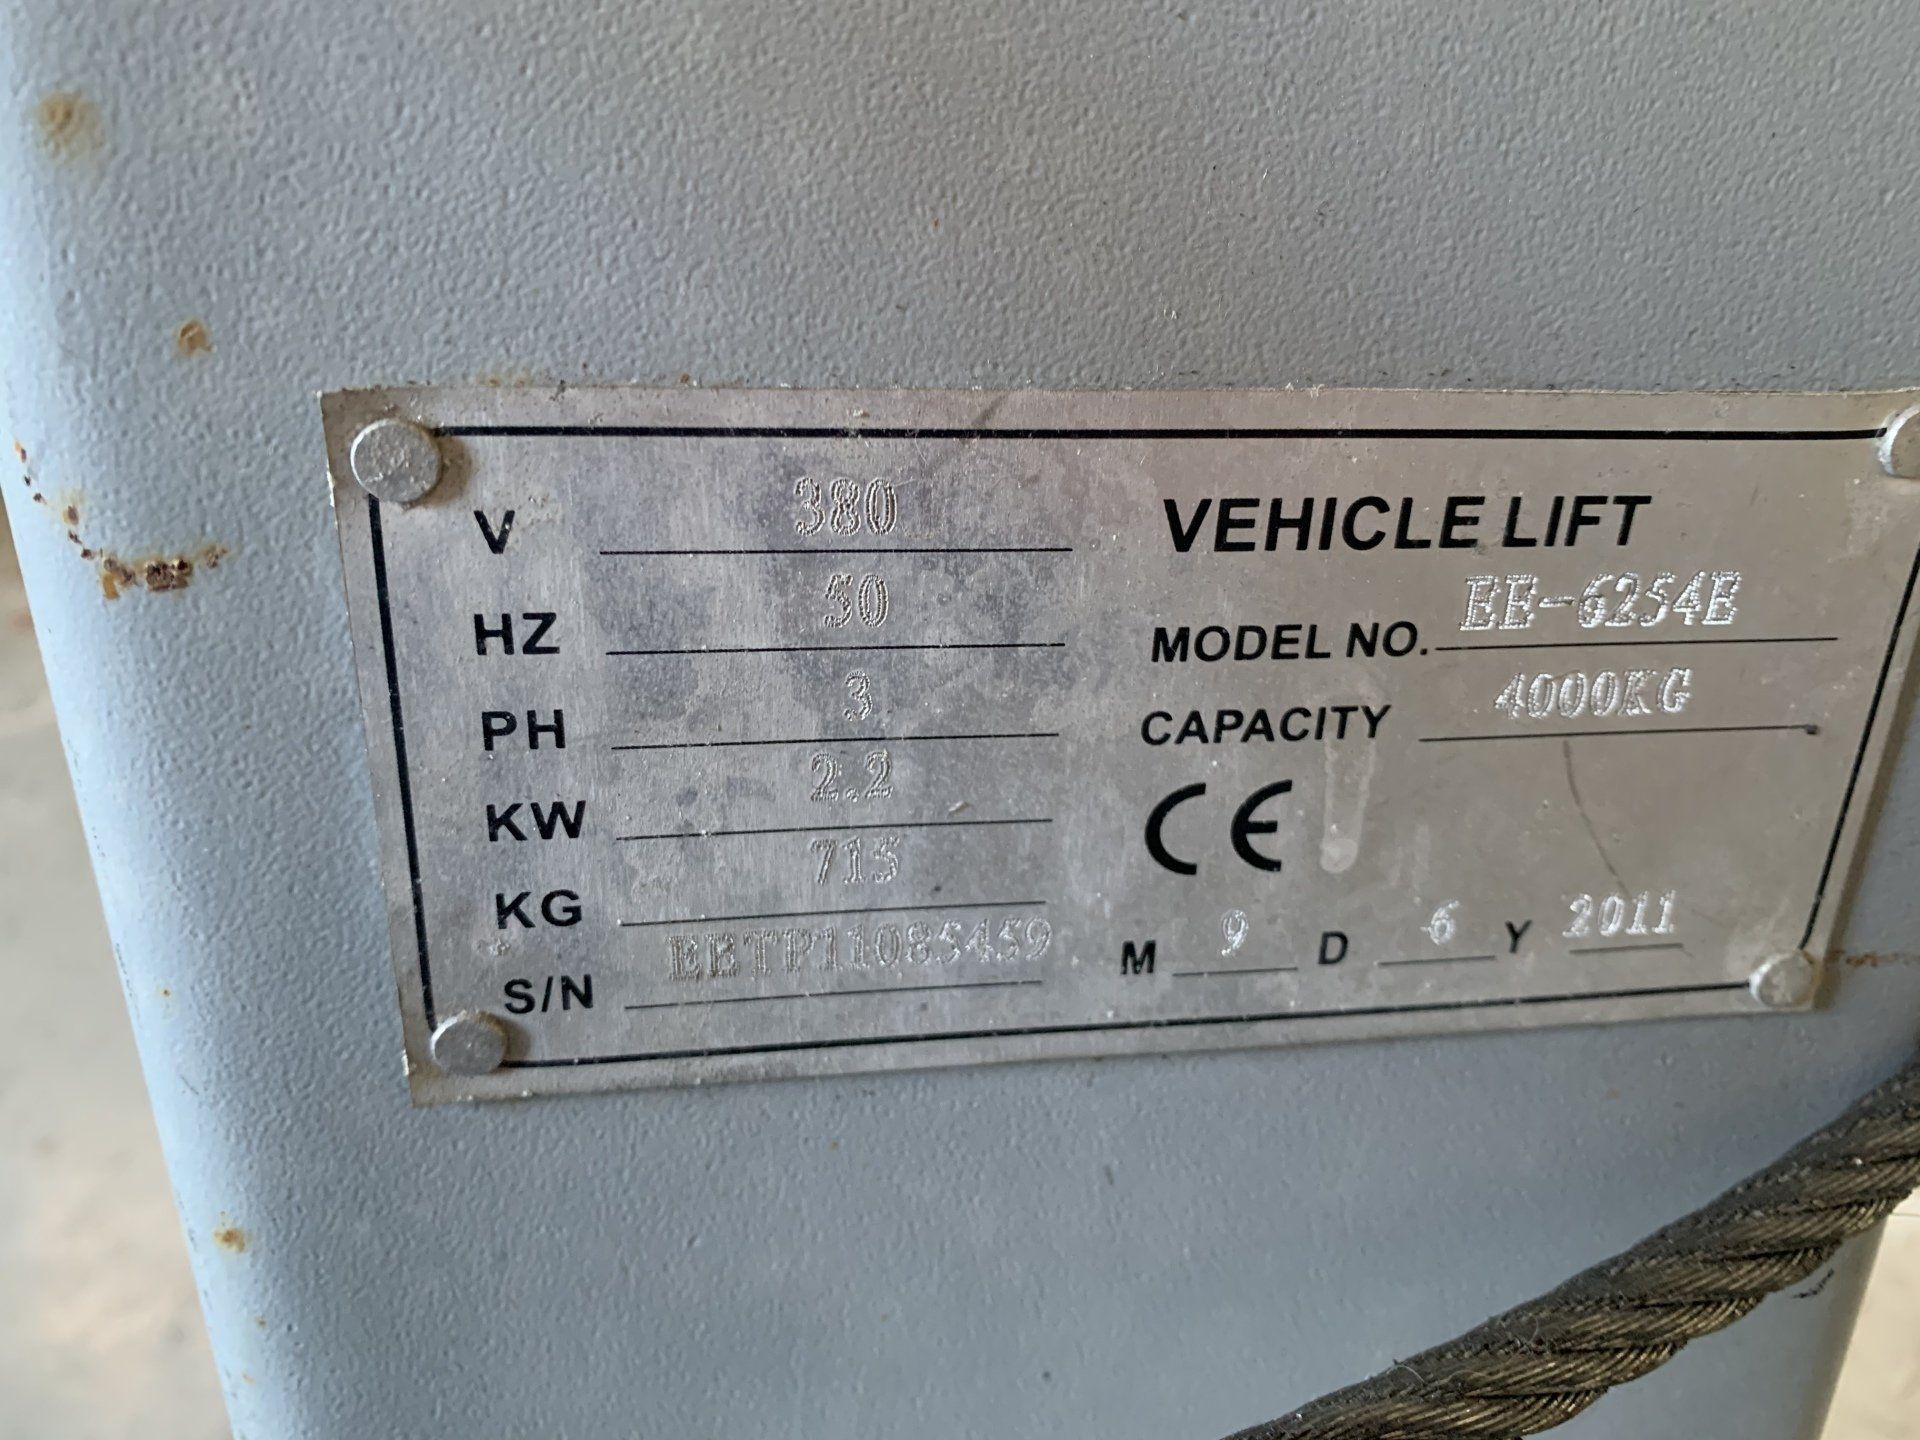 V 380
HZ 50
PH 3
KW 2.2
KG 715
S/N EETP11085459
VEHICLE LIFT
MODEL NO. EE-6254E
CAPACITY 4000KG
CE
M 9 D 6 Y 2011